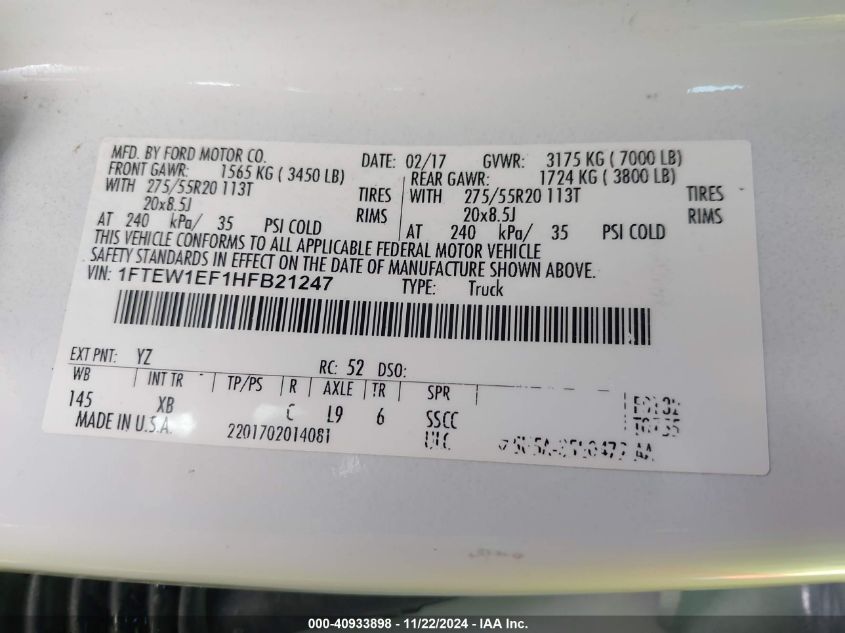 MFD. BY FORD MOTOR CO. DATE: 02/17 GVWR: 3175 KG ( 7000 LB)
FRONT GAWR: 1565 KG ( 3450 LB) REAR GAWR: 1724 KG ( 3800 LB)
WITH 275/55R20 113T TIRES WITH 275/55R20 113T TIRES
20x8.5J RIMS 20x8.5J RIMS
AT 240 kPa/ 35 PSI COLD AT 240 kPa/ 35 PSI COLD
THIS VEHICLE CONFORMS TO ALL APPLICABLE FEDERAL MOTOR VEHICLE
SAFETY STANDARDS IN EFFECT ON THE DATE OF MANUFACTURE SHOWN ABOVE.
VIN: 1FTEW1EF1HFB21247 TYPE: Truck
EXT PNT: YZ RC: 52 DSO:
WB INT TR TP/PS R AXLE TR SPR
145 XB C L9 6 SSCC
MADE IN U.S.A. 2201702014081
000-40933898 - 11/22/2024 - IAA Inc.